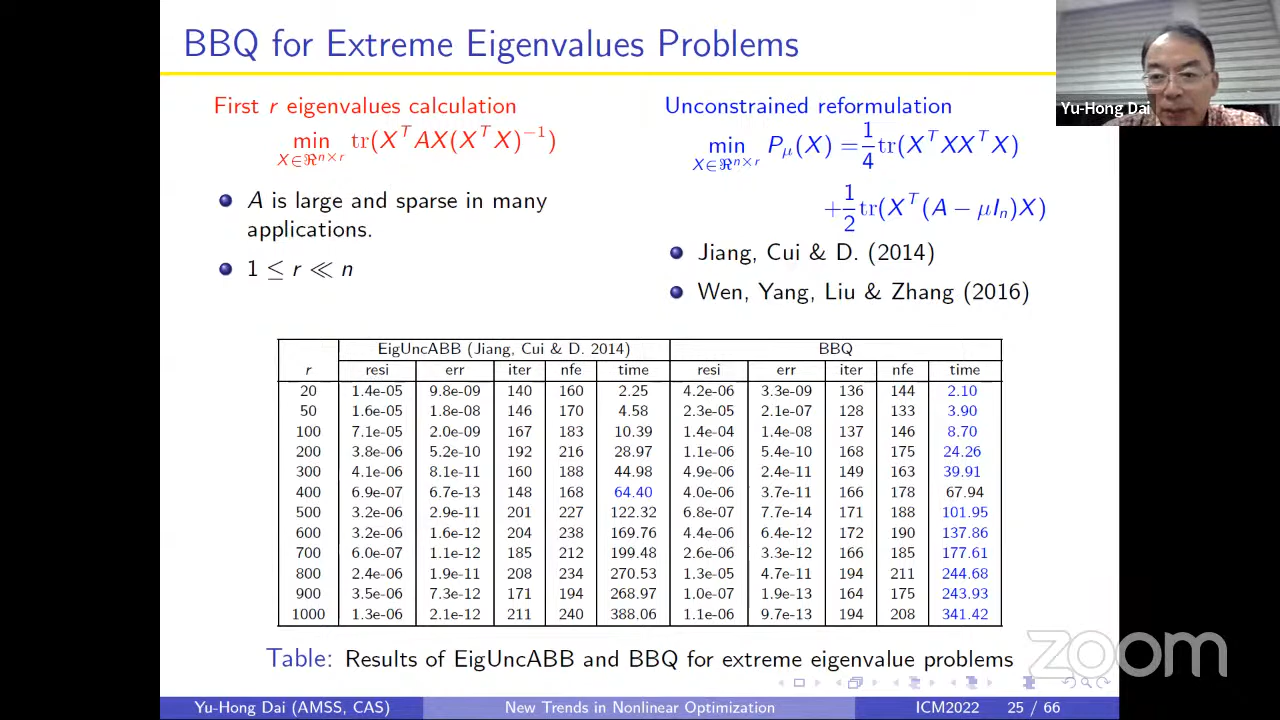 BBQ for Extreme Eigenvalues Problems
Yu-Hong Dai
First r eigenvalues calculation
min tr(X^T AX(X^T X)^−1)
X∈ℜ^n×r
A is large and sparse in many
applications.
1 ≤ r ≪ n
Unconstrained reformulation
min P_μ(X) = 1/4 tr(X^T XX^T X)
X∈ℜ^n×r
+ 1/2 tr(X^T (A − μI_n)X)
Jiang, Cui & D. (2014)
Wen, Yang, Liu & Zhang (2016)
EigUncABB (Jiang, Cui & D. 2014) BBQ
r resi err iter nfe time resi err iter nfe time
20 1.4e-05 9.8e-09 140 160 2.25 4.2e-06 3.3e-09 136 144 2.10
50 1.6e-05 1.8e-08 146 170 4.58 2.3e-05 2.1e-07 128 133 3.90
100 7.1e-05 2.0e-09 167 183 10.39 1.4e-04 1.4e-08 137 146 8.70
200 3.8e-06 5.2e-10 192 216 28.97 1.1e-06 5.4e-10 168 175 24.26
300 4.1e-06 8.1e-11 160 188 44.98 4.9e-06 2.4e-11 149 163 39.91
400 6.9e-07 6.7e-13 148 168 64.40 4.0e-06 3.7e-11 166 178 67.94
500 3.2e-06 2.9e-11 201 227 122.32 6.8e-07 7.7e-14 171 188 101.95
600 3.2e-06 1.6e-12 204 238 169.76 4.4e-06 6.4e-12 172 190 137.86
700 6.0e-07 1.1e-12 185 212 199.48 2.6e-06 3.3e-12 166 185 177.61
800 2.4e-06 1.9e-11 208 234 270.53 1.3e-05 4.7e-11 194 211 244.68
900 3.5e-06 7.3e-12 171 194 268.97 1.0e-07 1.9e-13 164 175 243.93
1000 1.3e-06 2.1e-12 211 240 388.06 1.1e-06 9.7e-13 194 208 341.42
Table: Results of EigUncABB and BBQ for extreme eigenvalue problems
zoom
Yu-Hong Dai (AMSS, CAS) New Trends in Nonlinear Optimization ICM2022 25 / 66